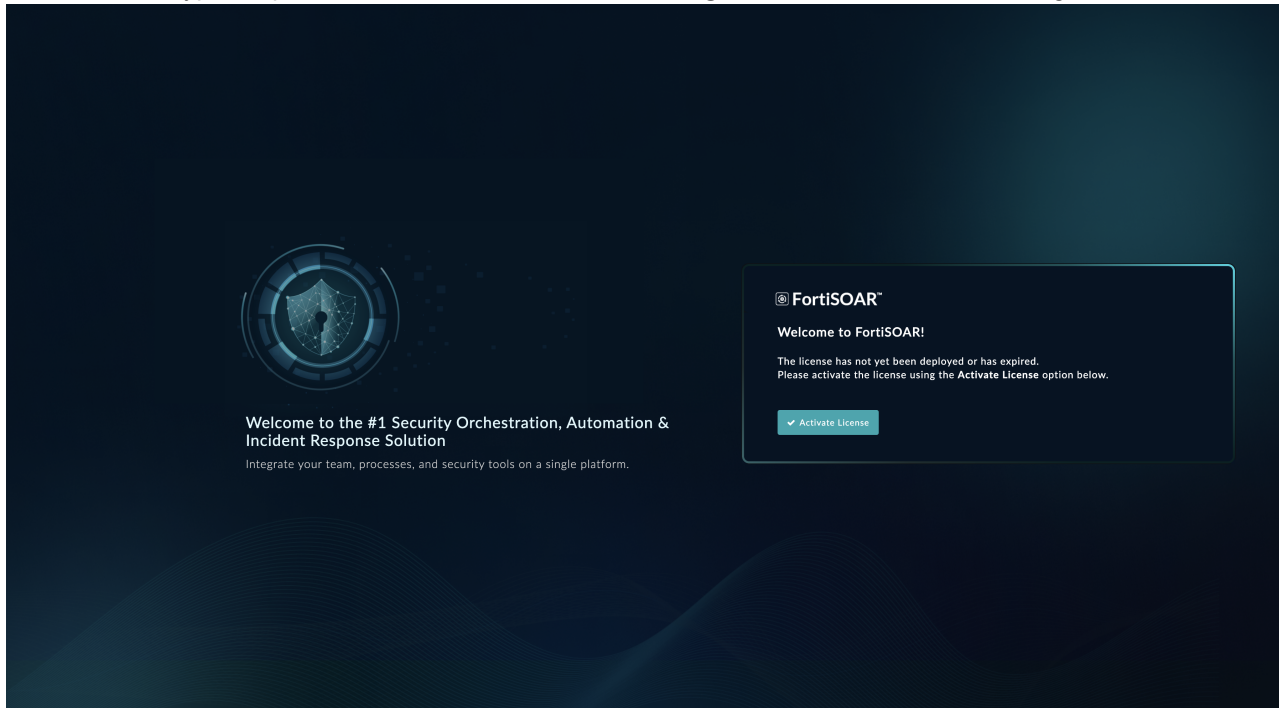 Welcome to the #1 Security Orchestration, Automation &
Incident Response Solution
Integrate your team, processes, and security tools on a single platform.
FortiSOAR™
Welcome to FortiSOAR!
The license has not yet been deployed or has expired.
Please activate the license using the Activate License option below.
Activate License